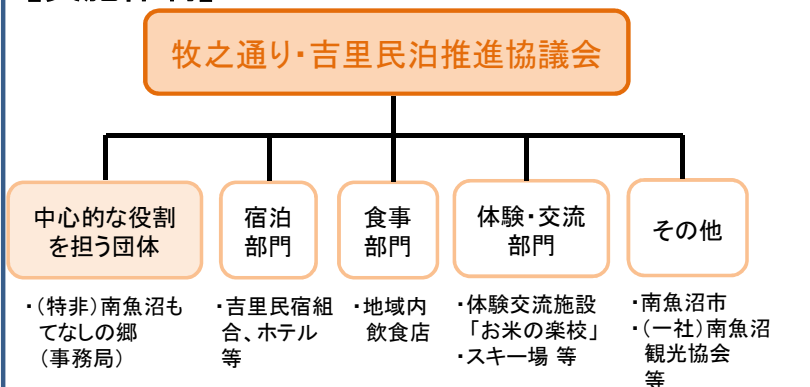 牧之通り・吉里民泊推進協議会
中心的な役割
を担う団体
宿泊
部門
食事
部門
体験・交流
部門
その他
・(特非)南魚沼も
てなしの郷
(事務局)
・吉里民宿組
合、ホテル
等
・地域内
飲食店
・体験交流施設
「お米の楽校」
・スキー場 等
・南魚沼市
・(一社)南魚沼
観光協会
等